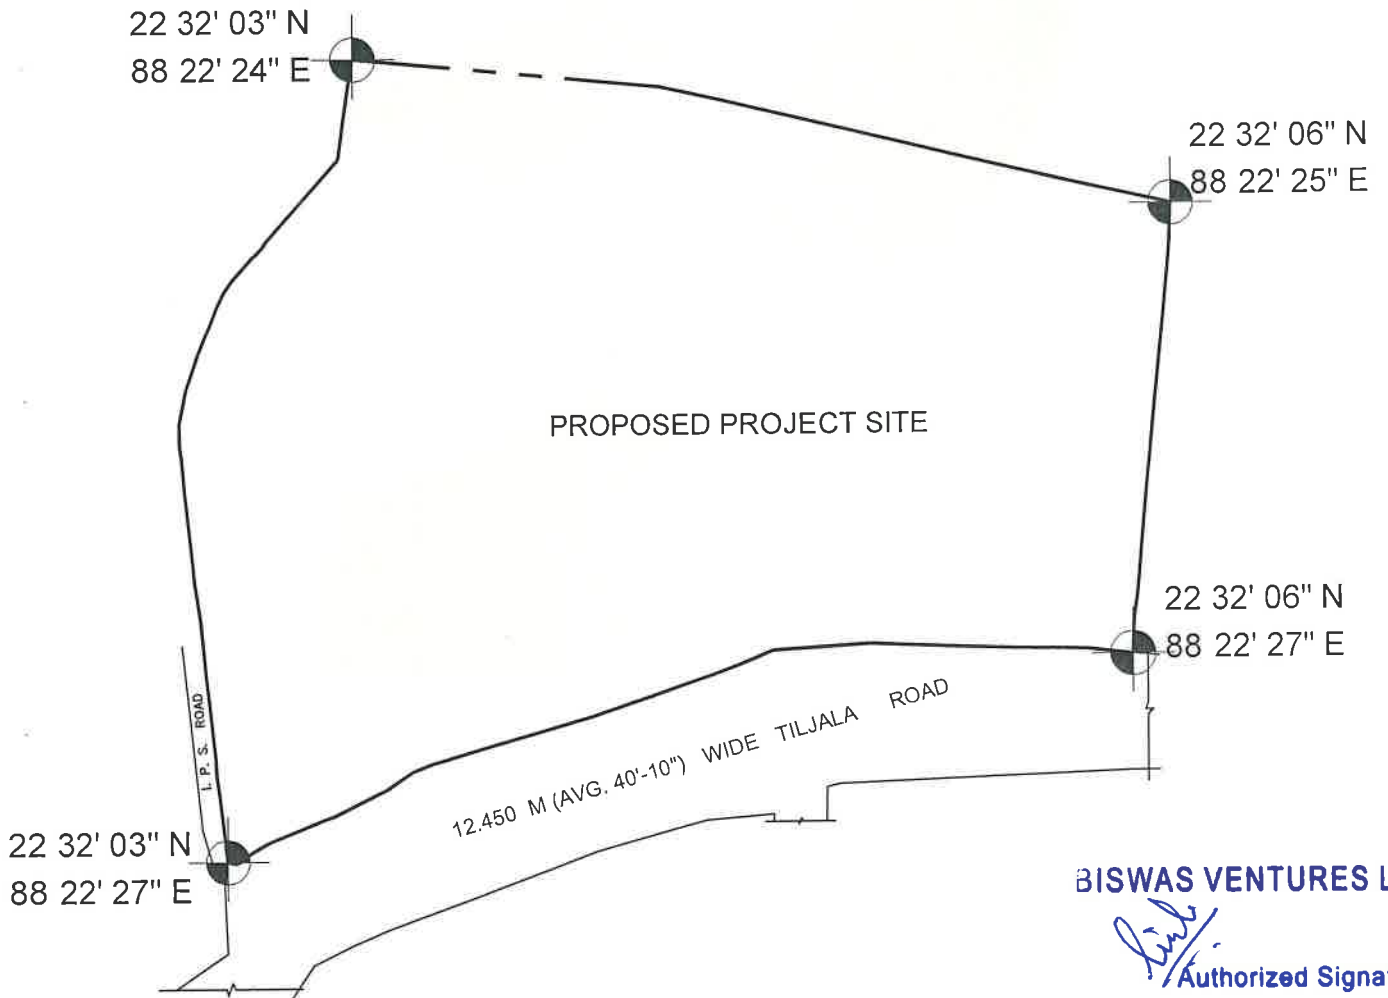 22 32' 03" N
88 22' 24" E
22 32' 06" N
88 22' 25" E
PROPOSED PROJECT SITE
22 32' 06" N
88 22' 27" E
I. P. S. ROAD
12.450 M (AVG. 40'-10") WIDE TILJALA ROAD
22 32' 03" N
88 22' 27" E
BISWAS VENTURES L
Authorized Signa